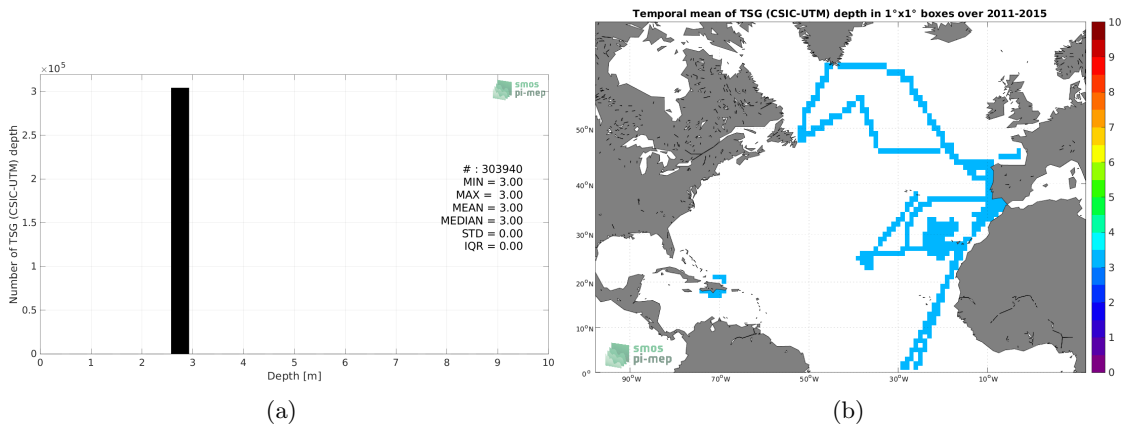 Temporal mean of TSG (CSIC-UTM) depth in 1°x1° boxes over 2011-2015
×10⁵
smos
pi-mep
3
2.5
2
1.5
1
0.5
0
Number of TSG (CSIC-UTM) depth
# : 303940
MIN = 3.00
MAX = 3.00
MEAN = 3.00
MEDIAN = 3.00
STD = 0.00
IQR = 0.00
0 1 2 3 4 5 6 7 8 9 10
Depth [m]
(a)
50°N
40°N
30°N
20°N
10°N
0°
90°W 70°W 50°W 30°W 10°W
smos
pi-mep
10
9
8
7
6
5
4
3
2
1
0
(b)